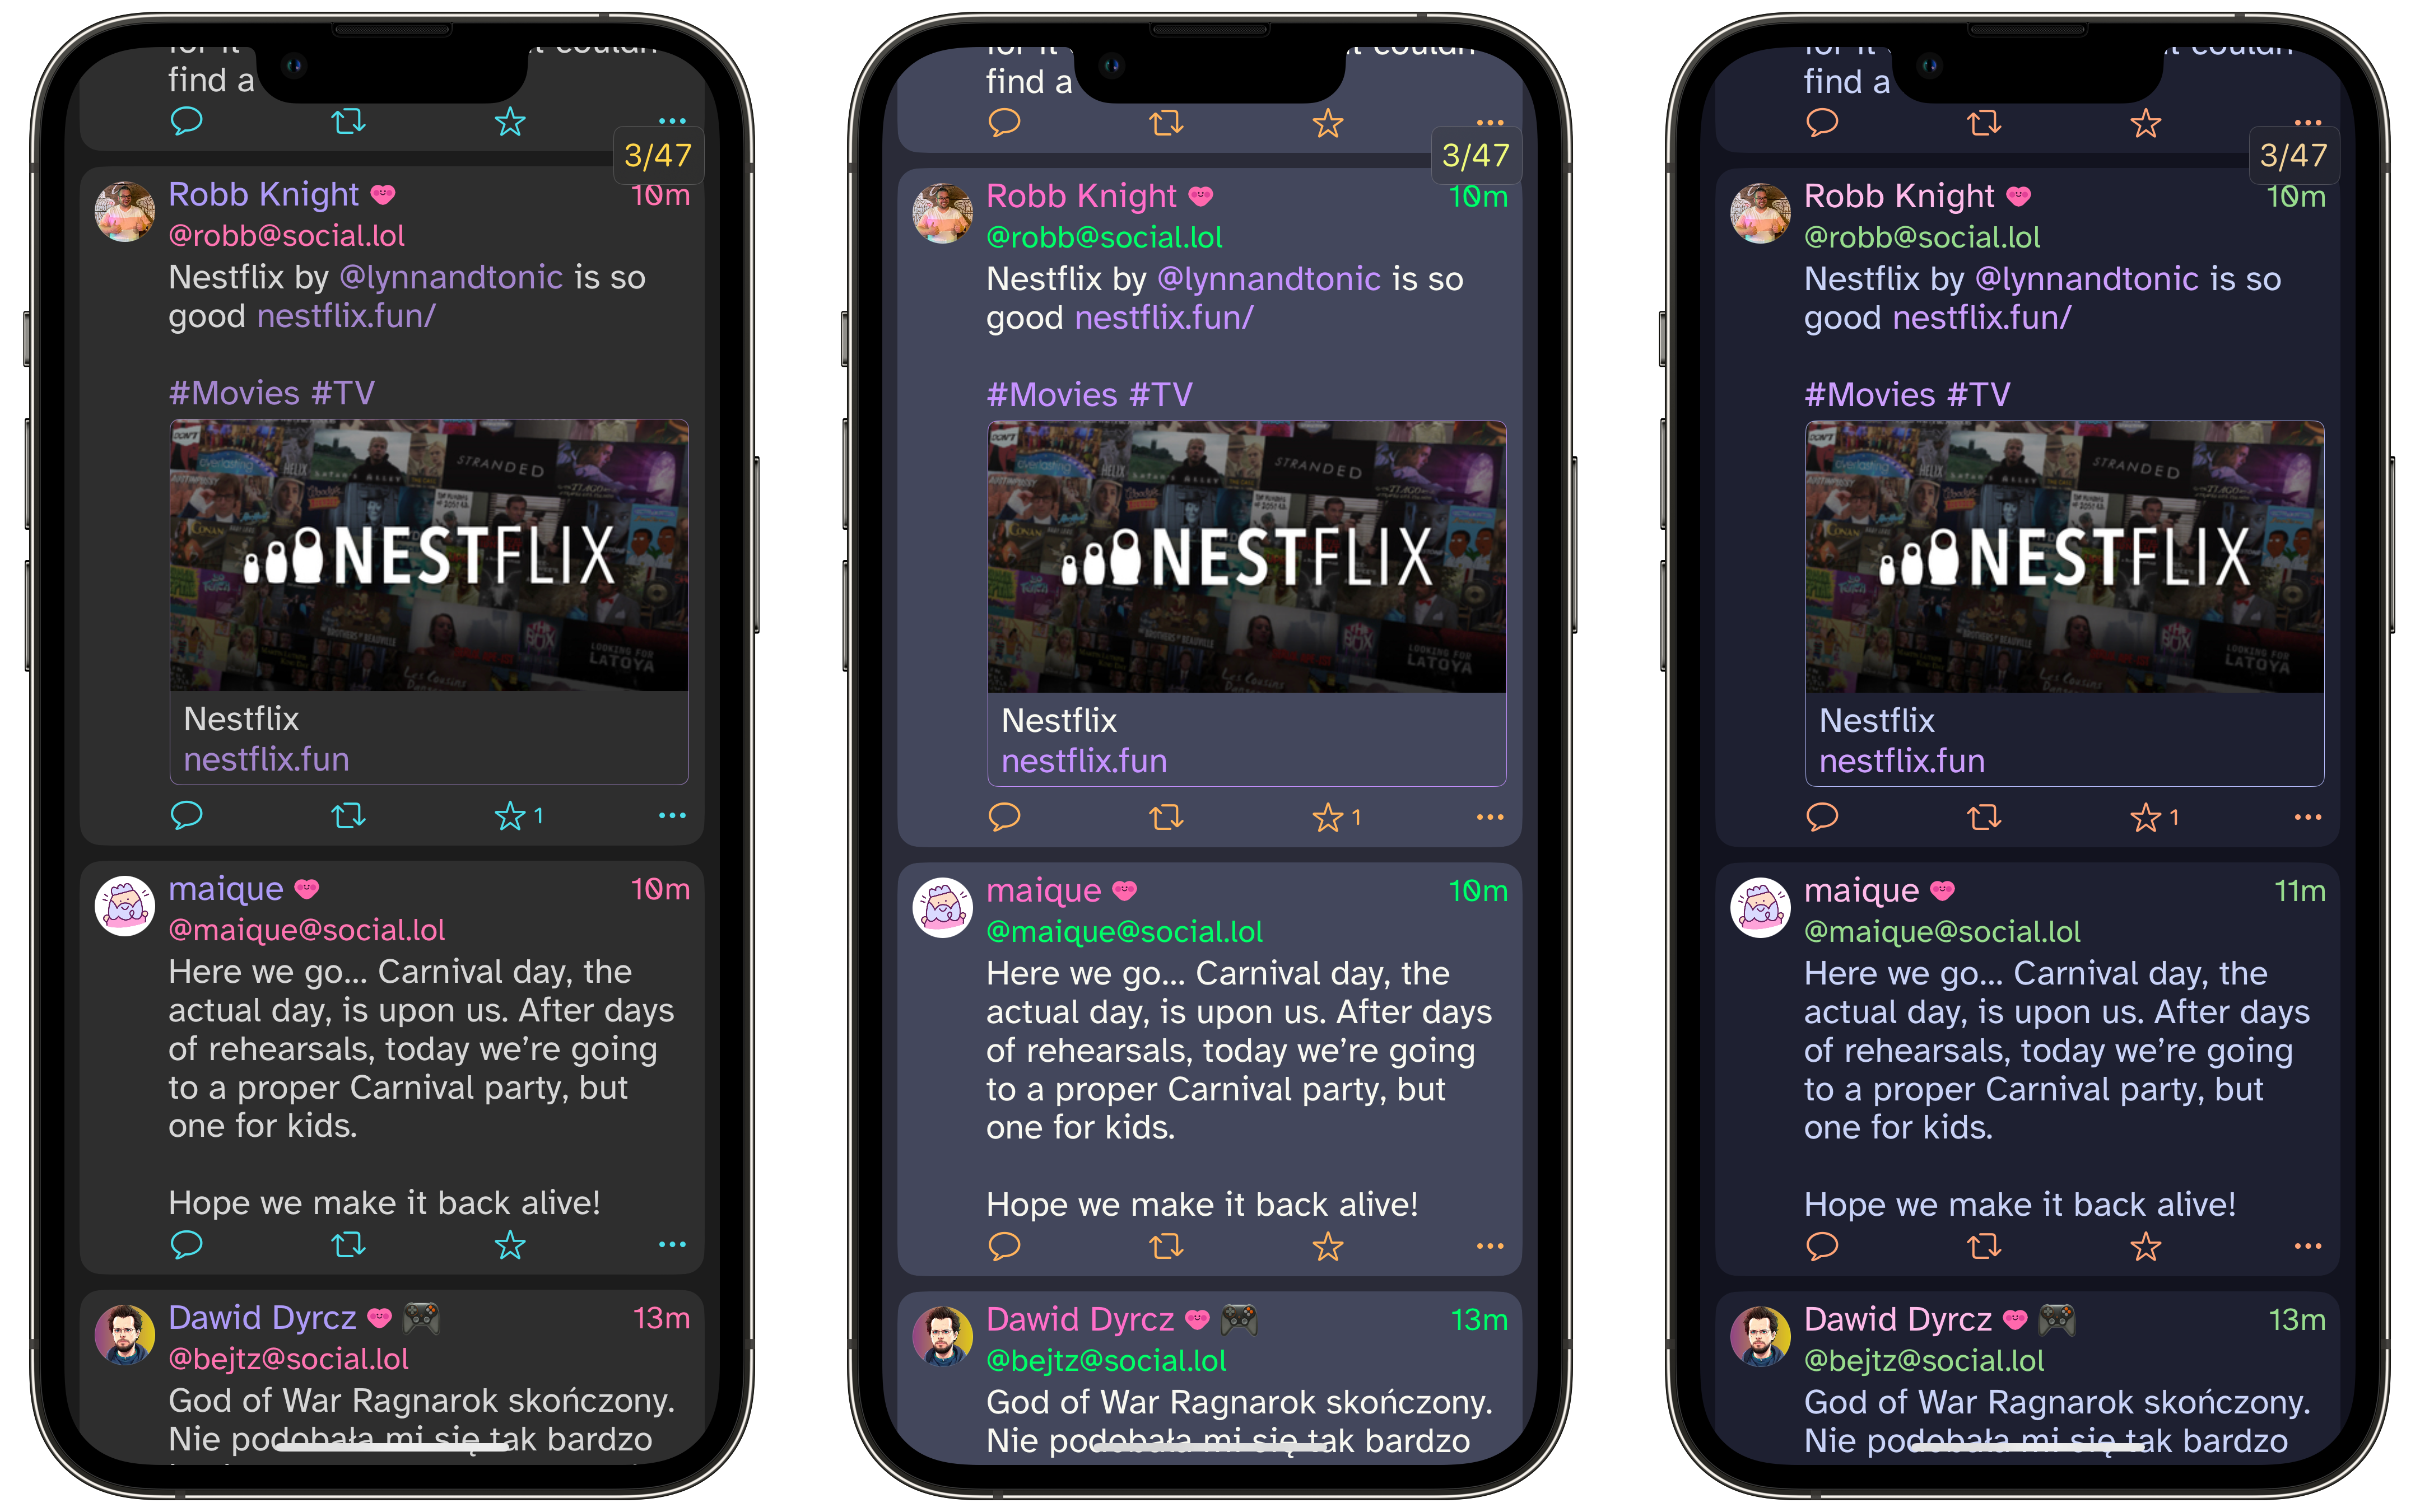 find a
3/47
Robb Knight
10m
@robb@social.lol
Nestflix by @lynnandtonic is so
good nestflix.fun/
#Movies #TV
STRANDED
NESTFLIX
LOOKING FOR
LATOYA
Nestflix
nestflix.fun
1
maique
10m
@maique@social.lol
Here we go... Carnival day, the
actual day, is upon us. After days
of rehearsals, today we’re going
to a proper Carnival party, but
one for kids.
Hope we make it back alive!
Dawid Dyrcz
13m
@bejtz@social.lol
God of War Ragnarok skończony.
Nie podobała mi się tak bardzo
find a
3/47
Robb Knight
10m
@robb@social.lol
Nestflix by @lynnandtonic is so
good nestflix.fun/
#Movies #TV
STRANDED
NESTFLIX
LOOKING FOR
LATOYA
Nestflix
nestflix.fun
1
maique
10m
@maique@social.lol
Here we go... Carnival day, the
actual day, is upon us. After days
of rehearsals, today we’re going
to a proper Carnival party, but
one for kids.
Hope we make it back alive!
Dawid Dyrcz
13m
@bejtz@social.lol
God of War Ragnarok skończony.
Nie podobała mi się tak bardzo
find a
3/47
Robb Knight
10m
@robb@social.lol
Nestflix by @lynnandtonic is so
good nestflix.fun/
#Movies #TV
STRANDED
NESTFLIX
LOOKING FOR
LATOYA
Nestflix
nestflix.fun
1
maique
11m
@maique@social.lol
Here we go... Carnival day, the
actual day, is upon us. After days
of rehearsals, today we’re going
to a proper Carnival party, but
one for kids.
Hope we make it back alive!
Dawid Dyrcz
13m
@bejtz@social.lol
God of War Ragnarok skończony.
Nie podobała mi się tak bardzo